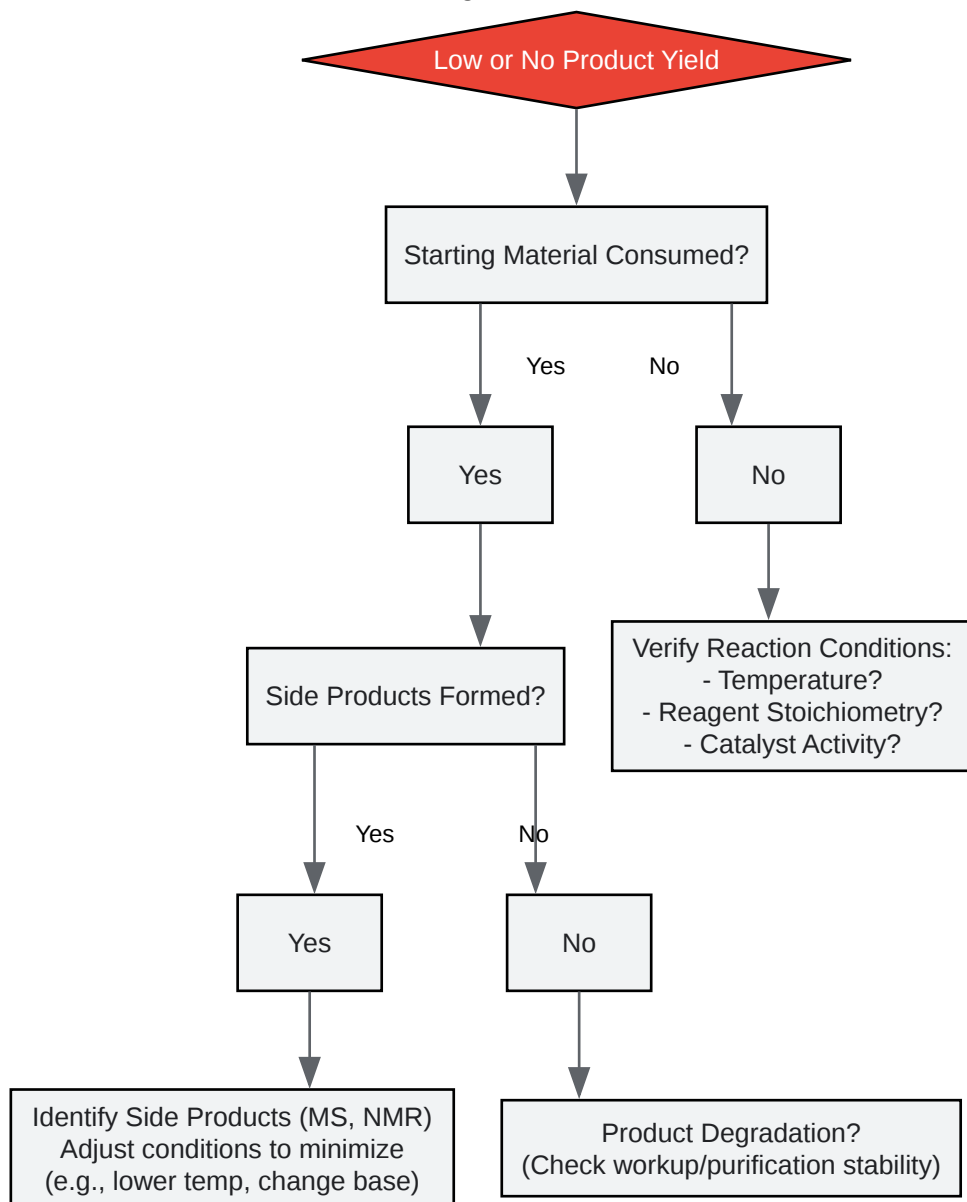 Low or No Product Yield
Starting Material Consumed?
Yes
No
Yes
No
Verify Reaction Conditions:
- Temperature?
- Reagent Stoichiometry?
- Catalyst Activity?
Side Products Formed?
Yes
No
Yes
No
Identify Side Products (MS, NMR)
Adjust conditions to minimize
(e.g., lower temp, change base)
Product Degradation?
(Check workup/purification stability)